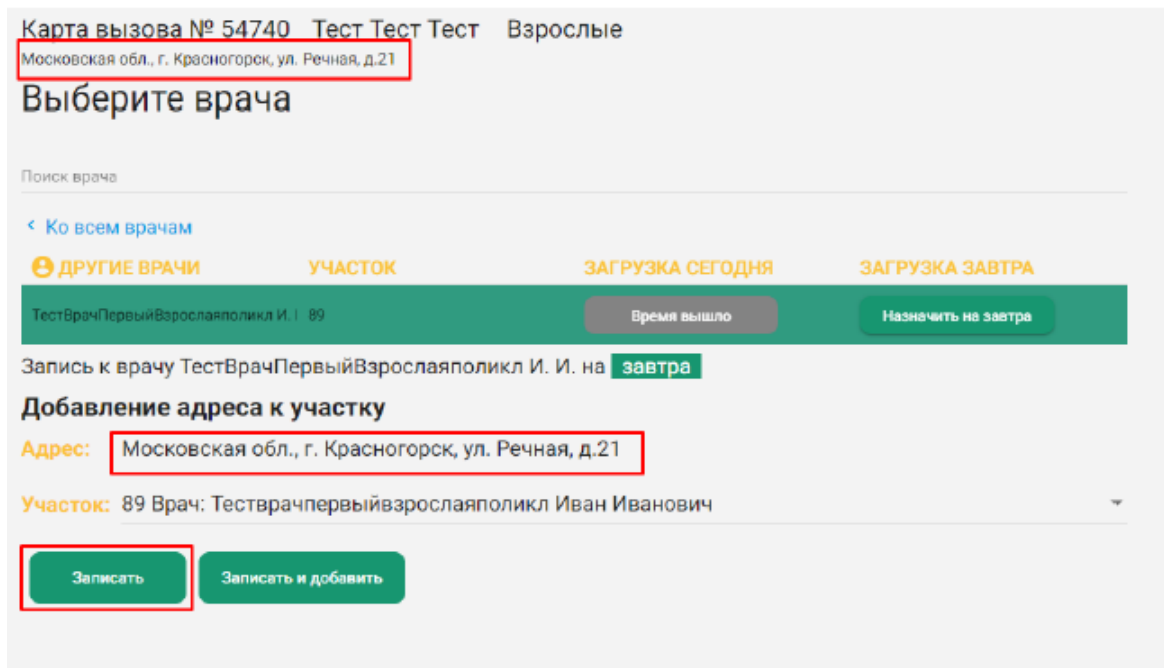 Карта вызова № 54740 Тест Тест Тест Взрослые
Московская обл., г. Красногорск, ул. Речная, д.21
Выберите врача
Поиск врача
< Ко всем врачам
ДРУГИЕ ВРАЧИ УЧАСТОК ЗАГРУЗКА СЕГОДНЯ ЗАГРУЗКА ЗАВТРА
ТестВрачПервыйВзрослаяполикл И. 89 Время вышло Назначить на завтра
Запись к врачу ТестВрачПервыйВзрослаяполикл И. И. на завтра
Добавление адреса к участку
Адрес: Московская обл., г. Красногорск, ул. Речная, д.21
Участок: 89 Врач: Тестврачпервыйвзрослаяполикл Иван Иванович
Записать Записать и добавить